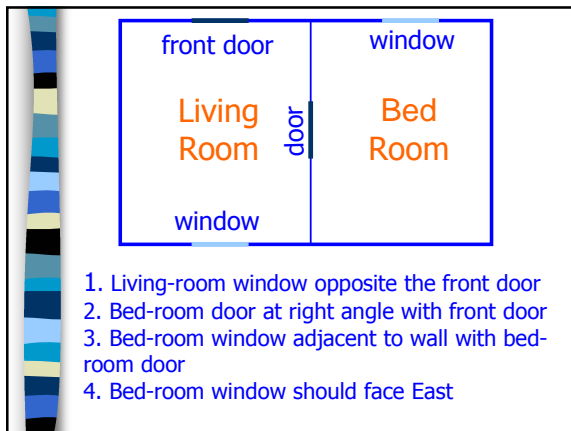 front door window
Living Room
door
Bed Room
window
1. Living-room window opposite the front door
2. Bed-room door at right angle with front door
3. Bed-room window adjacent to wall with bed-
room door
4. Bed-room window should face East